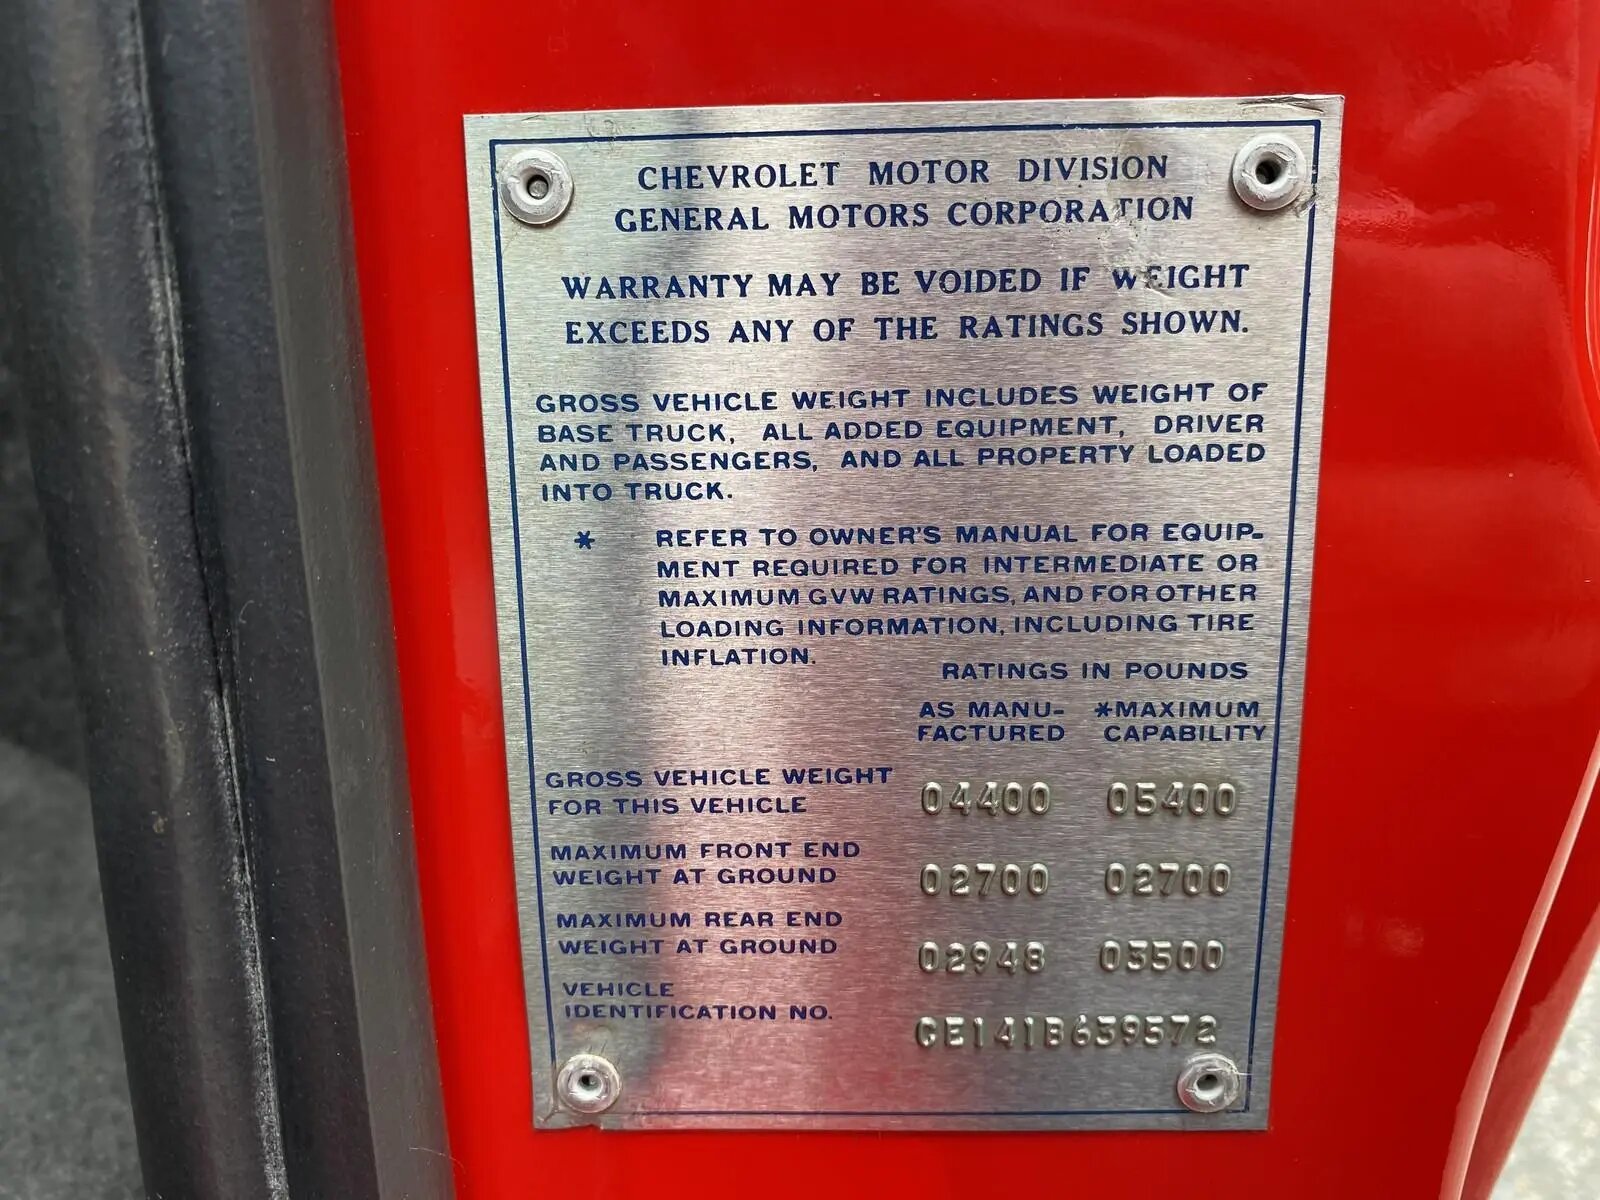 CHEVROLET MOTOR DIVISION
GENERAL MOTORS CORPORATION
WARRANTY MAY BE VOIDED IF WEIGHT
EXCEEDS ANY OF THE RATINGS SHOWN.
GROSS VEHICLE WEIGHT INCLUDES WEIGHT OF
BASE TRUCK, ALL ADDED EQUIPMENT, DRIVER
AND PASSENGERS, AND ALL PROPERTY LOADED
INTO TRUCK.
* REFER TO OWNER'S MANUAL FOR EQUIP-
MENT REQUIRED FOR INTERMEDIATE OR
MAXIMUM GVW RATINGS, AND FOR OTHER
LOADING INFORMATION, INCLUDING TIRE
INFLATION.
RATINGS IN POUNDS
AS MANU- *MAXIMUM
FACTURED CAPABILITY
GROSS VEHICLE WEIGHT
FOR THIS VEHICLE 04400 05400
MAXIMUM FRONT END
WEIGHT AT GROUND 02700 02700
MAXIMUM REAR END
WEIGHT AT GROUND 02948 03500
VEHICLE
IDENTIFICATION NO. CE141B639572